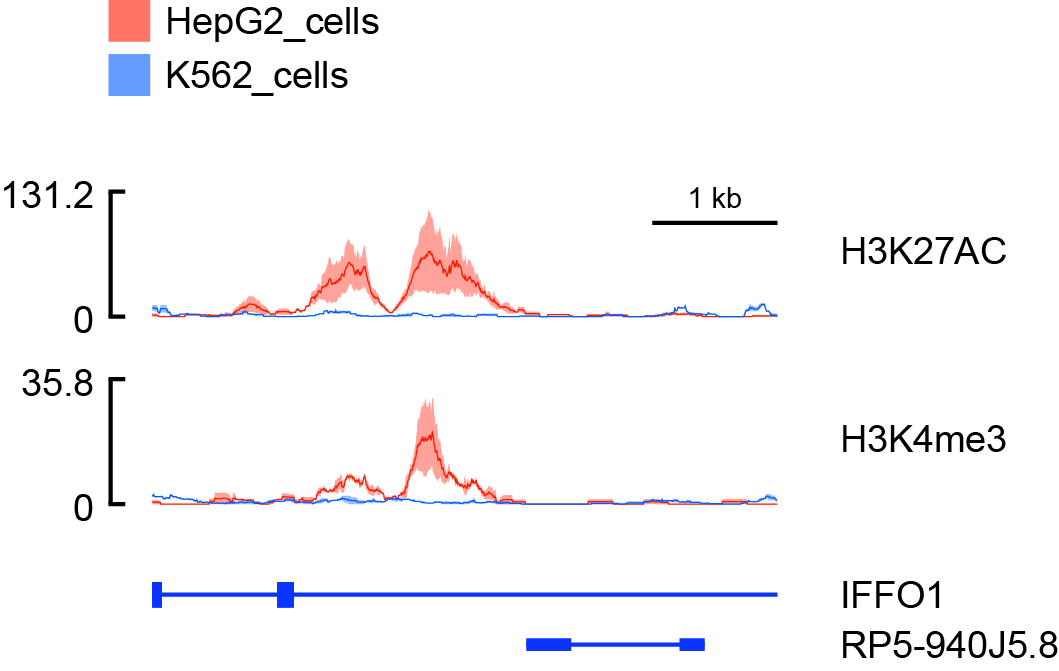 HepG2_cells
K562_cells
131.2
1 kb
H3K27AC
0
35.8
H3K4me3
0
IFFO1
RP5-940J5.8